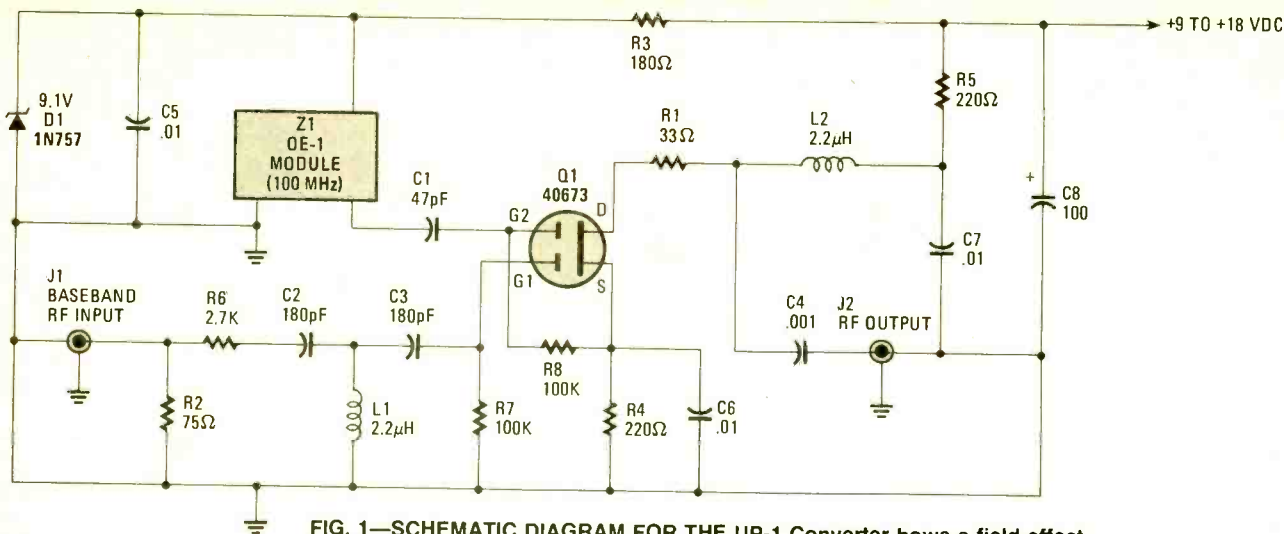 +9 TO +18 VDC
R3
180Ω
R5
220Ω
9.1V
D1
1N757
C5
.01
Z1
OE-1
MODULE
(100 MHz)
R1
33Ω
L2
2.2μH
C1
47pF
Q1
40673
D
G2
G1
S
+
C8
100
C7
.01
J1
BASEBAND
RF INPUT
R6
2.7K
C2
180pF
C3
180pF
C4
.001
J2
RF OUTPUT
R8
100K
R2
75Ω
L1
2.2μH
R7
100K
R4
220Ω
C6
.01
FIG. 1—SCHEMATIC DIAGRAM FOR THE UP-1 Converter hows a field effect